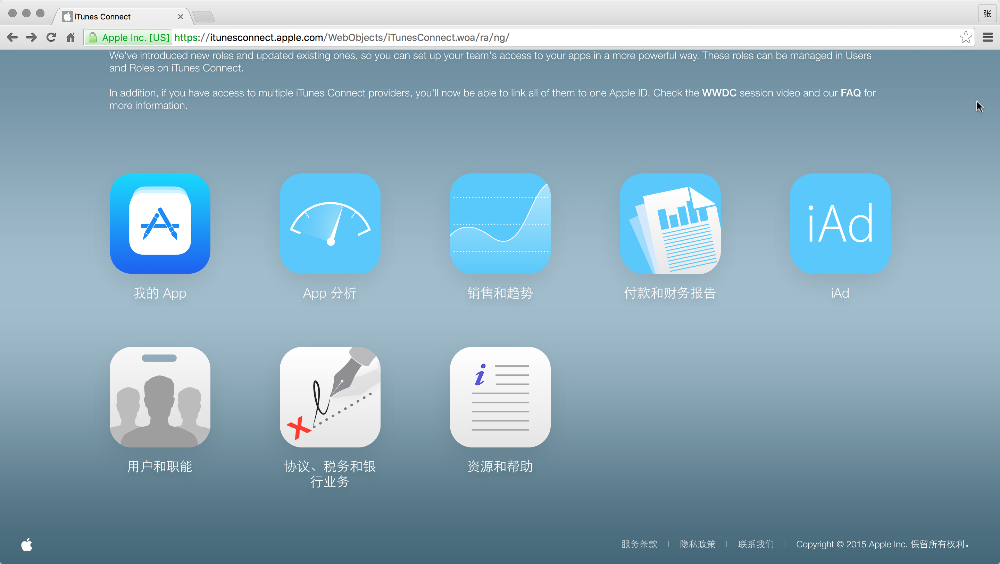 iTunes Connect
张
Apple Inc. [US] https://itunesconnect.apple.com/WebObjects/iTunesConnect.woa/ra/ng/
We've introduced new roles and updated existing ones, so you can set up your team's access to your apps in a more powerful way. These roles can be managed in Users
and Roles on iTunes Connect.
In addition, if you have access to multiple iTunes Connect providers, you'll now be able to link all of them to one Apple ID. Check the WWDC session video and our FAQ for
more information.
iAd
我的 App
App 分析
销售和趋势
付款和财务报告
iAd
用户和职能
协议、税务和银
行业务
资源和帮助
服务条款 | 隐私政策 | 联系我们 | Copyright © 2015 Apple Inc. 保留所有权利。